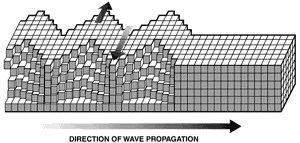 DIRECTION OF WAVE PROPAGATION